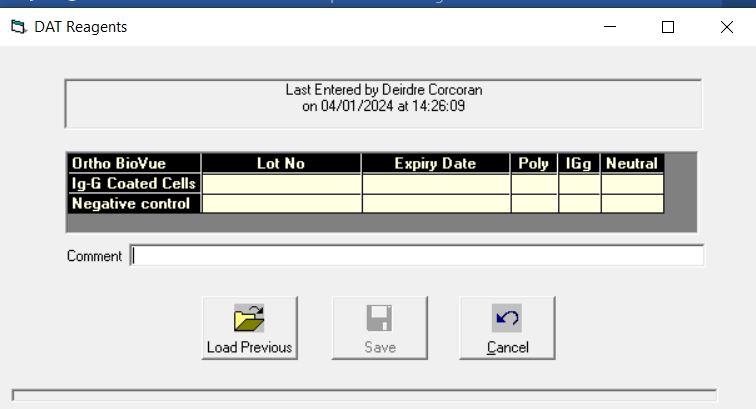 DAT Reagents
Last Entered by Deirdre Corcoran
on 04/01/2024 at 14:26:09
Ortho BioVue Lot No Expiry Date Poly IGg Neutral
Ig-G Coated Cells
Negative control
Comment
Load Previous Save Cancel